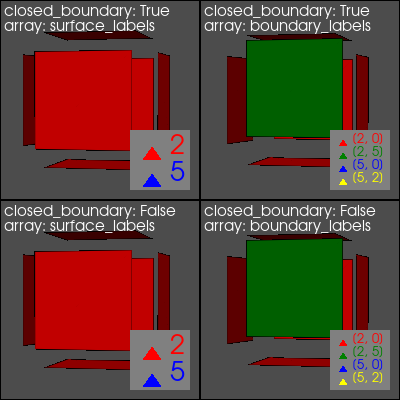 closed_boundary: True
array: surface_labels
2
5
closed_boundary: True
array: boundary_labels
(2, 0)
(2, 5)
(5, 0)
(5, 2)
closed_boundary: False
array: surface_labels
2
5
closed_boundary: False
array: boundary_labels
(2, 0)
(2, 5)
(5, 0)
(5, 2)